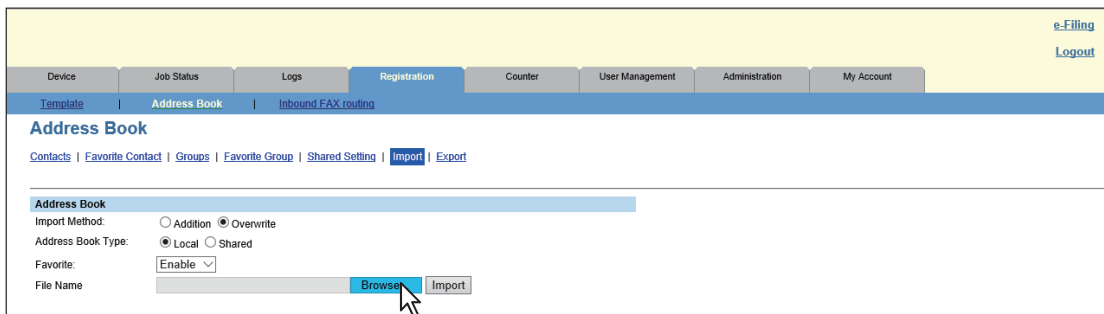 e-Filing
Logout
Device Job Status Logs Registration Counter User Management Administration My Account
Template | Address Book | Inbound FAX routing
Address Book
Contacts | Favorite Contact | Groups | Favorite Group | Shared Setting | Import | Export
Address Book
Import Method: Addition Overwrite
Address Book Type: Local Shared
Favorite: Enable
File Name Browse... Import